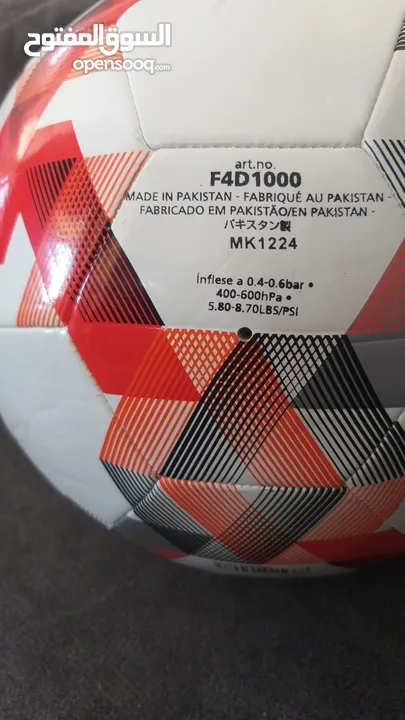 السوق المفتوح
opensooq.com
art.no.
F4D1000
MADE IN PAKISTAN - FABRIQUÉ AU PAKISTAN -
FABRICADO EM PAKISTÃO/EN PAKISTAN -
パキスタン製
MK1224
Ínflese a 0.4-0.6bar •
400-600hPa •
5.80-8.70LBS/PSI